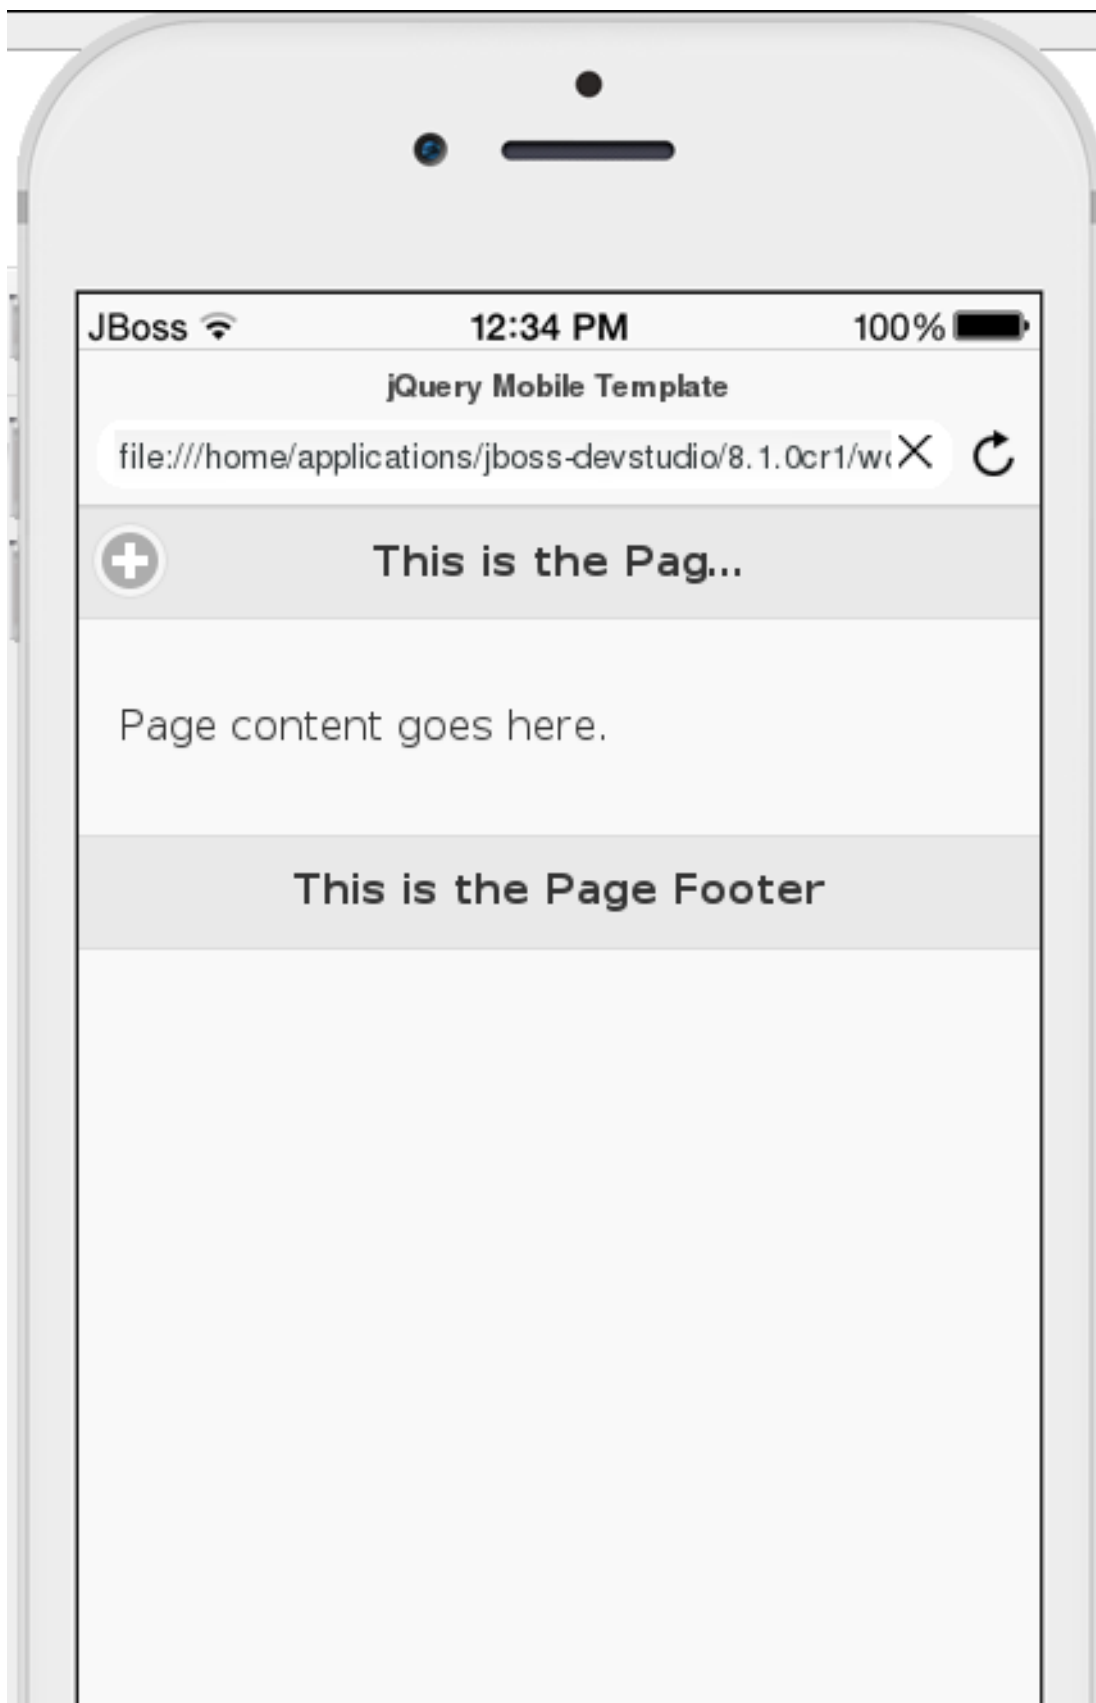 JBoss 12:34 PM 100%
jQuery Mobile Template
file:///home/applications/jboss-devstudio/8.1.0cr1/
This is the Pag...
Page content goes here.
This is the Page Footer